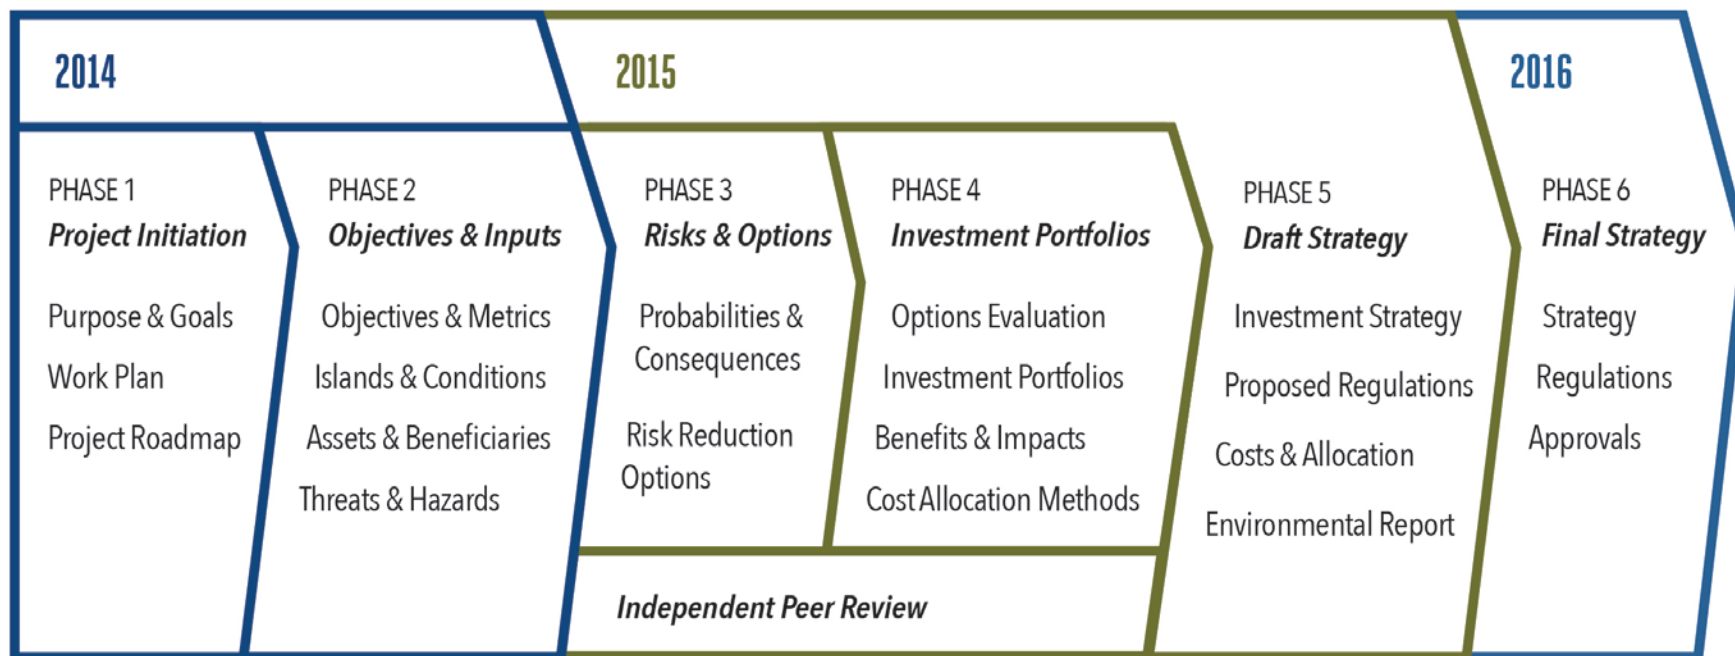 2014
2015
2016
PHASE 1
Project Initiation
Purpose & Goals
Work Plan
Project Roadmap
PHASE 2
Objectives & Inputs
Objectives & Metrics
Islands & Conditions
Assets & Beneficiaries
Threats & Hazards
PHASE 3
Risks & Options
Probabilities &
Consequences
Risk Reduction
Options
PHASE 4
Investment Portfolios
Options Evaluation
Investment Portfolios
Benefits & Impacts
Cost Allocation Methods
Independent Peer Review
PHASE 5
Draft Strategy
Investment Strategy
Proposed Regulations
Costs & Allocation
Environmental Report
PHASE 6
Final Strategy
Strategy
Regulations
Approvals